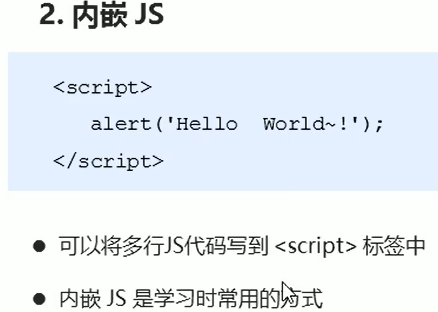 2. 内嵌 JS
<script>
alert('Hello  World~!');
</script>
● 可以将多行JS代码写到 <script> 标签中
● 内嵌 JS 是学习时常用的方式